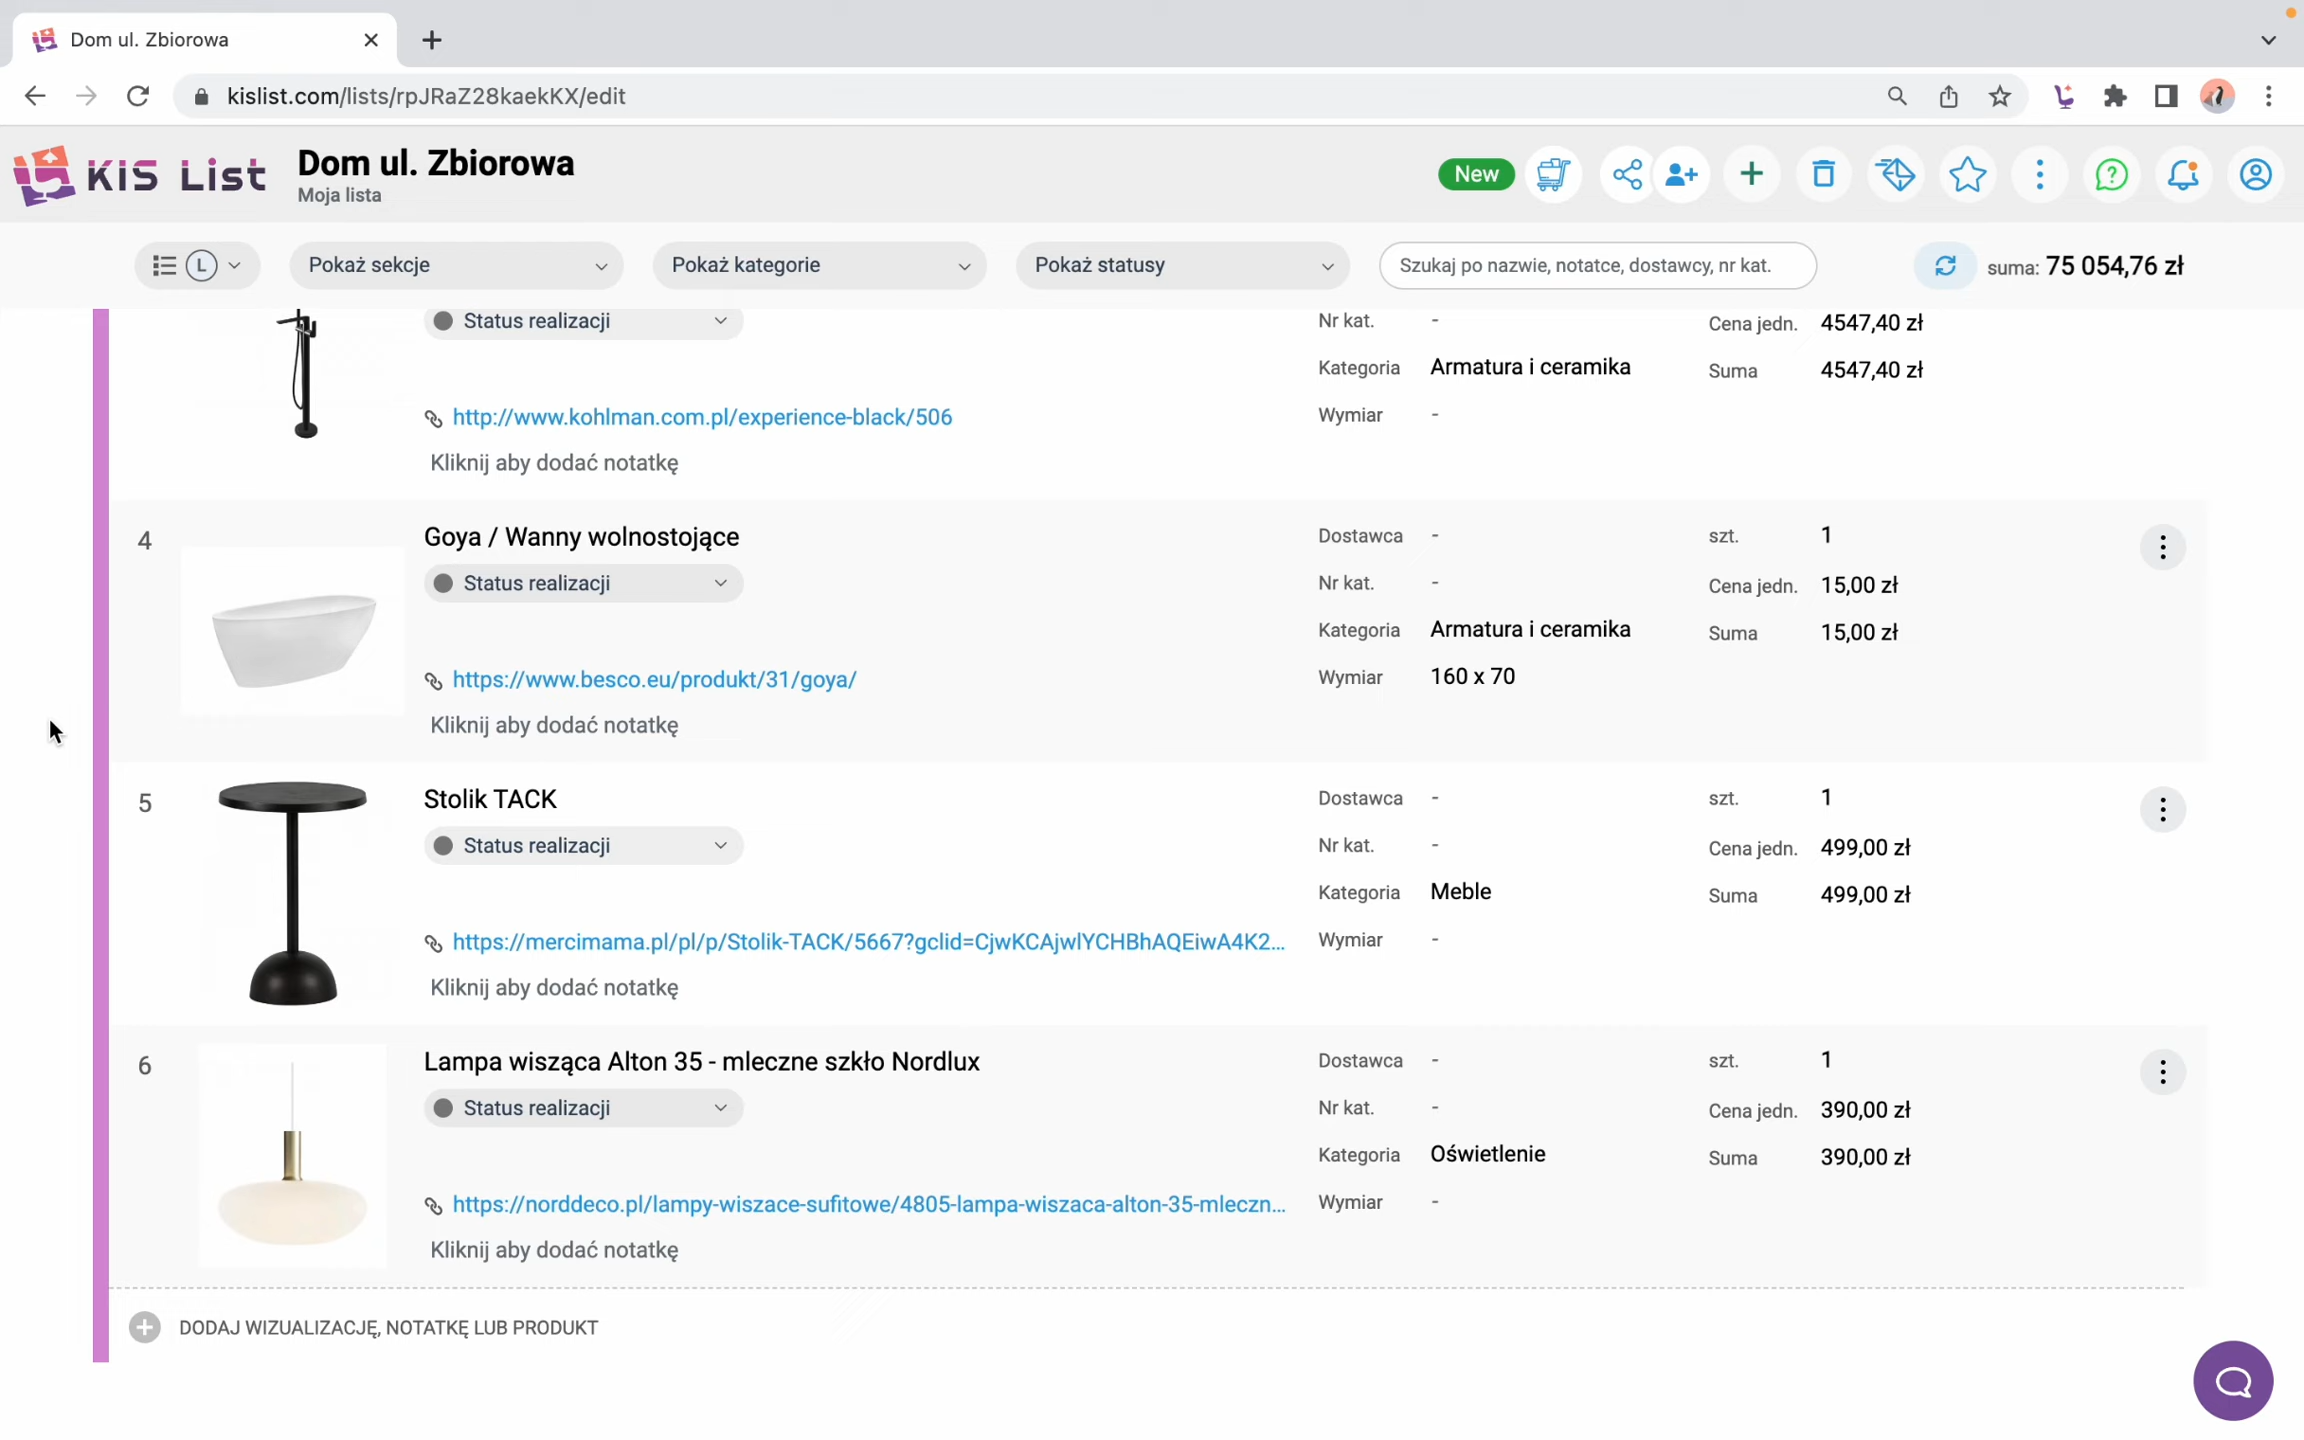 Dom ul. Zbiorowa
kislist.com/lists/rpJRaZ28kaekKX/edit
KiS List
Dom ul. Zbiorowa
Moja lista
New
L
Pokaż sekcje
Pokaż kategorie
Pokaż statusy
Szukaj po nazwie, notatce, dostawcy, nr kat.
suma: 75 054,76 zł
Status realizacji
Nr kat. -
Cena jedn. 4547,40 zł
Kategoria Armatura i ceramika
Suma 4547,40 zł
http://www.kohlman.com.pl/experience-black/506
Wymiar -
Kliknij aby dodać notatkę
4
Goya / Wanny wolnostojące
Dostawca -
szt. 1
Status realizacji
Nr kat. -
Cena jedn. 15,00 zł
Kategoria Armatura i ceramika
Suma 15,00 zł
https://www.besco.eu/produkt/31/goya/
Wymiar 160 x 70
Kliknij aby dodać notatkę
5
Stolik TACK
Dostawca -
szt. 1
Status realizacji
Nr kat. -
Cena jedn. 499,00 zł
Kategoria Meble
Suma 499,00 zł
https://mercimama.pl/pl/p/Stolik-TACK/5667?gclid=CjwKCAjwlYCHBhAQEiwA4K2...
Wymiar -
Kliknij aby dodać notatkę
6
Lampa wisząca Alton 35 - mleczne szkło Nordlux
Dostawca -
szt. 1
Status realizacji
Nr kat. -
Cena jedn. 390,00 zł
Kategoria Oświetlenie
Suma 390,00 zł
https://norddeco.pl/lampy-wiszace-sufitowe/4805-lampa-wiszaca-alton-35-mleczn...
Wymiar -
Kliknij aby dodać notatkę
DODAJ WIZUALIZACJĘ, NOTATKĘ LUB PRODUKT